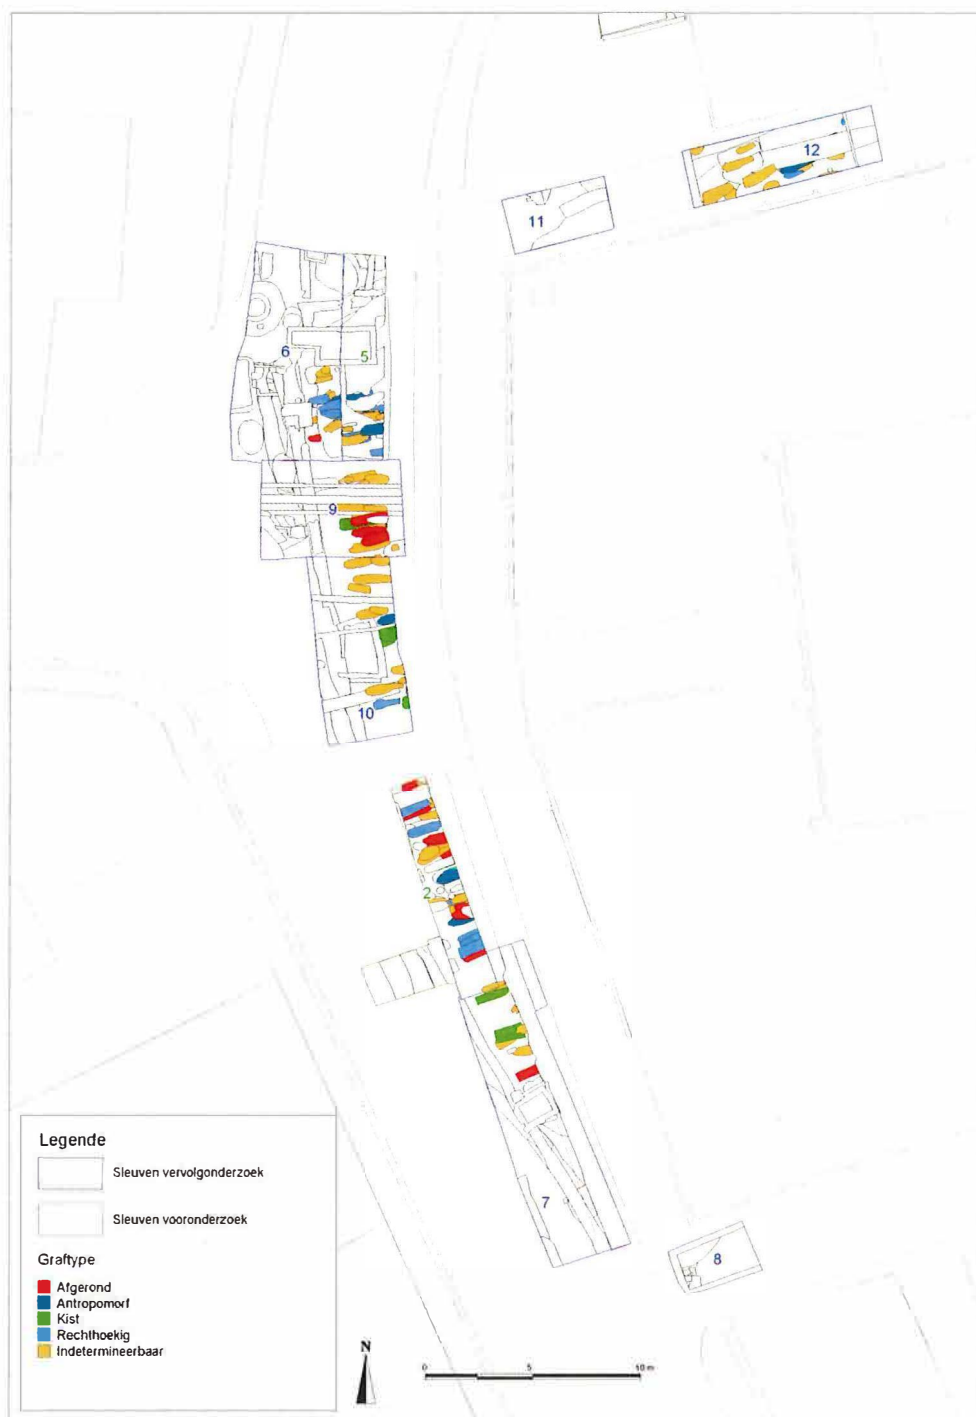 12
11
6
5
9
10
2
7
8
Legende
Sleuven vervolgonderzoek
Sleuven vooronderzoek
Graftype
Afgerond
Antropomorf
Kist
Rechthoekig
Indetermineerbaar
N
0 5 10 m